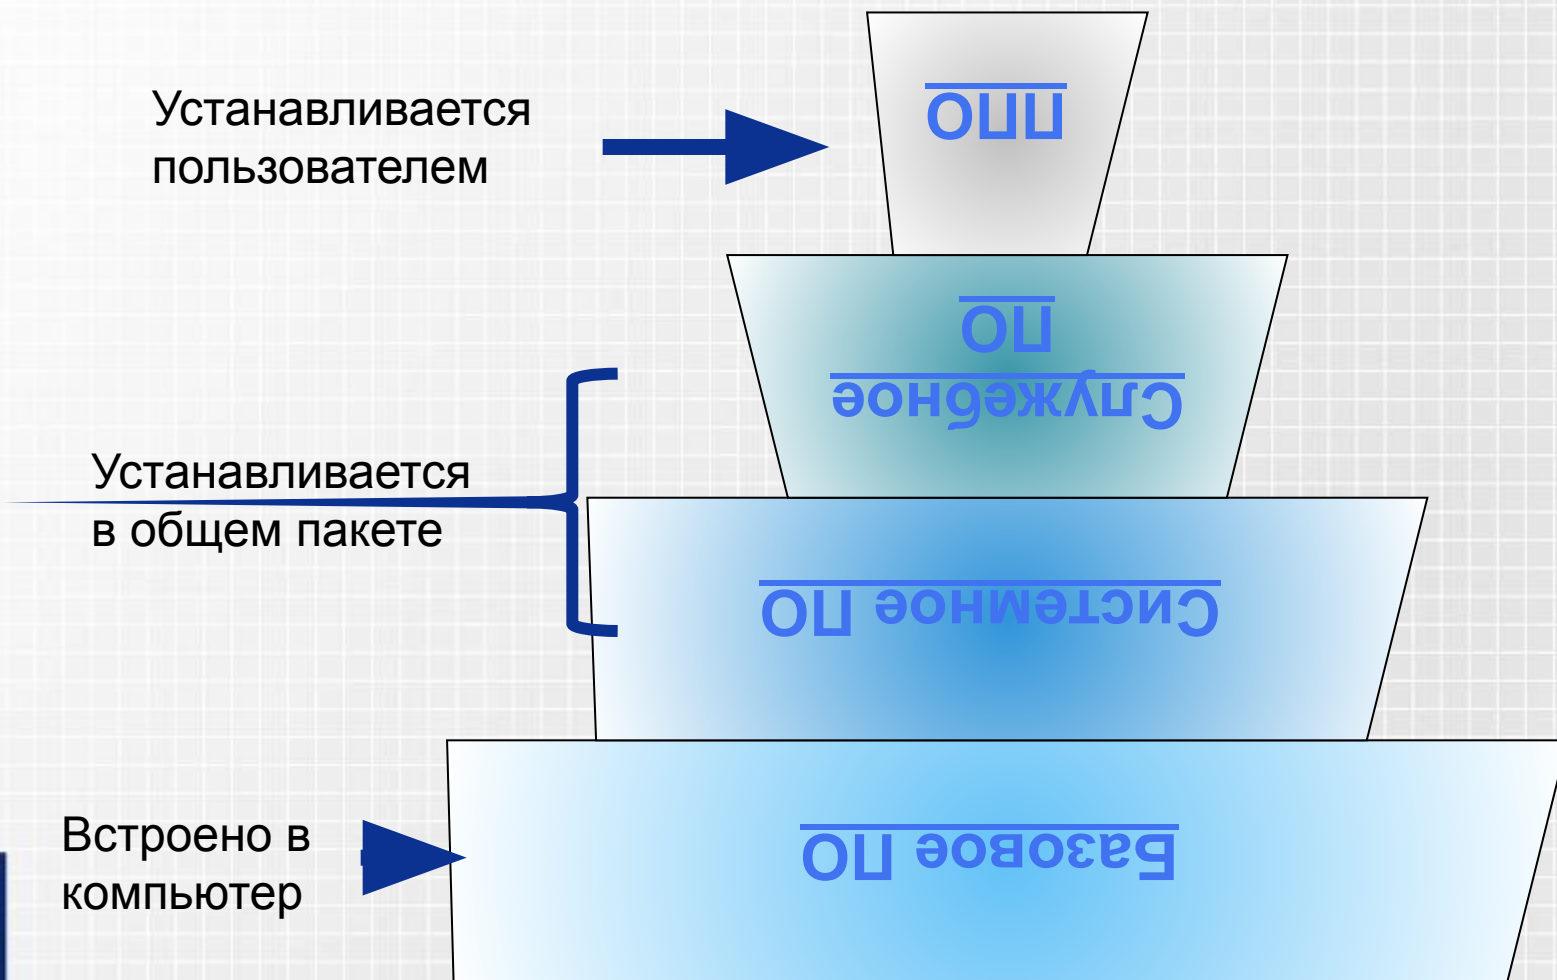 Устанавливается
пользователем
ППО
Служебное
ПО
Устанавливается
в общем пакете
Системное ПО
Встроено в
компьютер
Базовое ПО